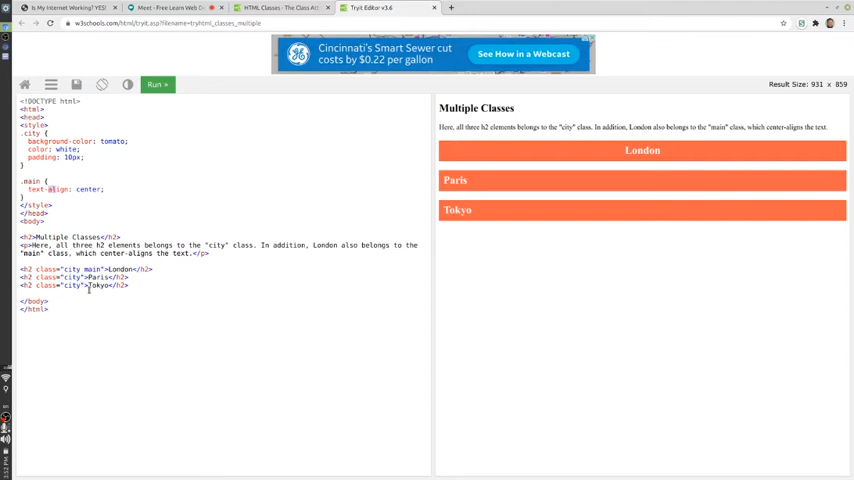 Is My Internet Working? YES!
Meet - Free Learn Web De
HTML Classes - The Class Att
Tryit Editor v3.6
w3schools.com/html/tryit.asp?filename=tryhtml_classes_multiple
Cincinnati's Smart Sewer cut
costs by $0.22 per gallon
See How in a Webcast
Run »
Result Size: 931 x 859
<!DOCTYPE html>
<html>
<head>
<style>
.city {
background-color: tomato;
color: white;
padding: 10px;
}
.main {
text-align: center;
}
</style>
</head>
<body>
<h2>Multiple Classes</h2>
<p>Here, all three h2 elements belongs to the "city" class. In addition, London also belongs to the
"main" class, which center-aligns the text.</p>
<h2 class="city main">London</h2>
<h2 class="city">Paris</h2>
<h2 class="city">Tokyo</h2>
</body>
</html>
Multiple Classes
Here, all three h2 elements belongs to the "city" class. In addition, London also belongs to the "main" class, which center-aligns the text.
London
Paris
Tokyo
3:52 PM